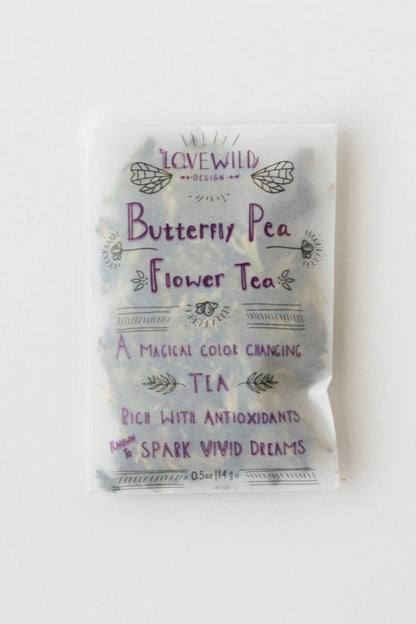 LOVEWILD
DESIGN
Butterfly Pea
Flower Tea
A MAGICAL COLOR CHANGING
TEA
RICH WITH ANTIOXIDANTS
KNOWN TO SPARK VIVID DREAMS
0.5oz|14g